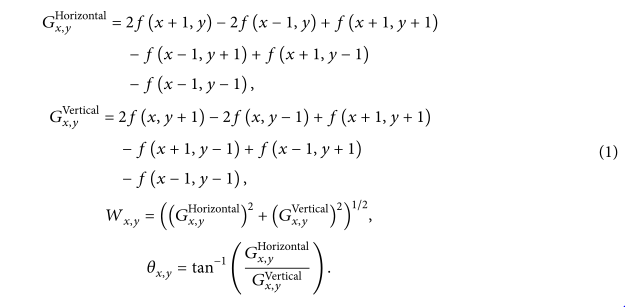 G_{x,y}^{Horizontal} = 2f (x + 1, y) − 2f (x − 1, y) + f (x + 1, y + 1)
− f (x − 1, y + 1) + f (x + 1, y − 1)
− f (x − 1, y − 1) ,
G_{x,y}^{Vertical} = 2f (x, y + 1) − 2f (x, y − 1) + f (x + 1, y + 1)
− f (x + 1, y − 1) + f (x − 1, y + 1) (1)
− f (x − 1, y − 1) ,
W_{x,y} = ((G_{x,y}^{Horizontal})^2 + (G_{x,y}^{Vertical})^2)^{1/2},
θ_{x,y} = tan^{−1} (G_{x,y}^{Horizontal} / G_{x,y}^{Vertical}) .